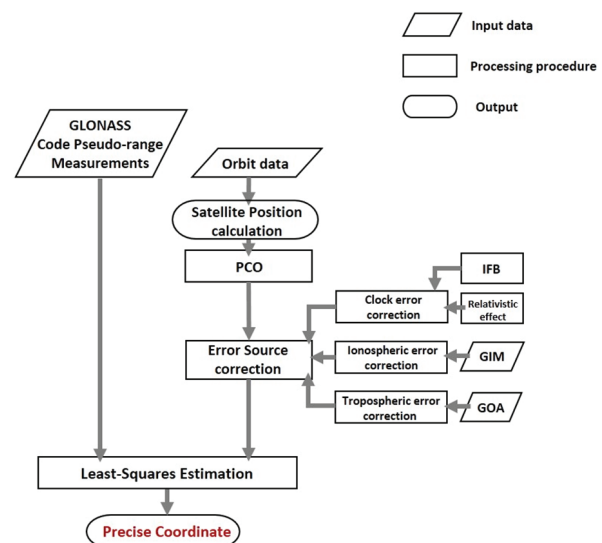 Input data
Processing procedure
Output
GLONASS
Code Pseudo-range
Measurements
Orbit data
Satellite Position
calculation
PCO
IFB
Clock error
correction
Relativistic
effect
Error Source
correction
Ionospheric error
correction
GIM
Tropospheric error
correction
GOA
Least-Squares Estimation
Precise Coordinate